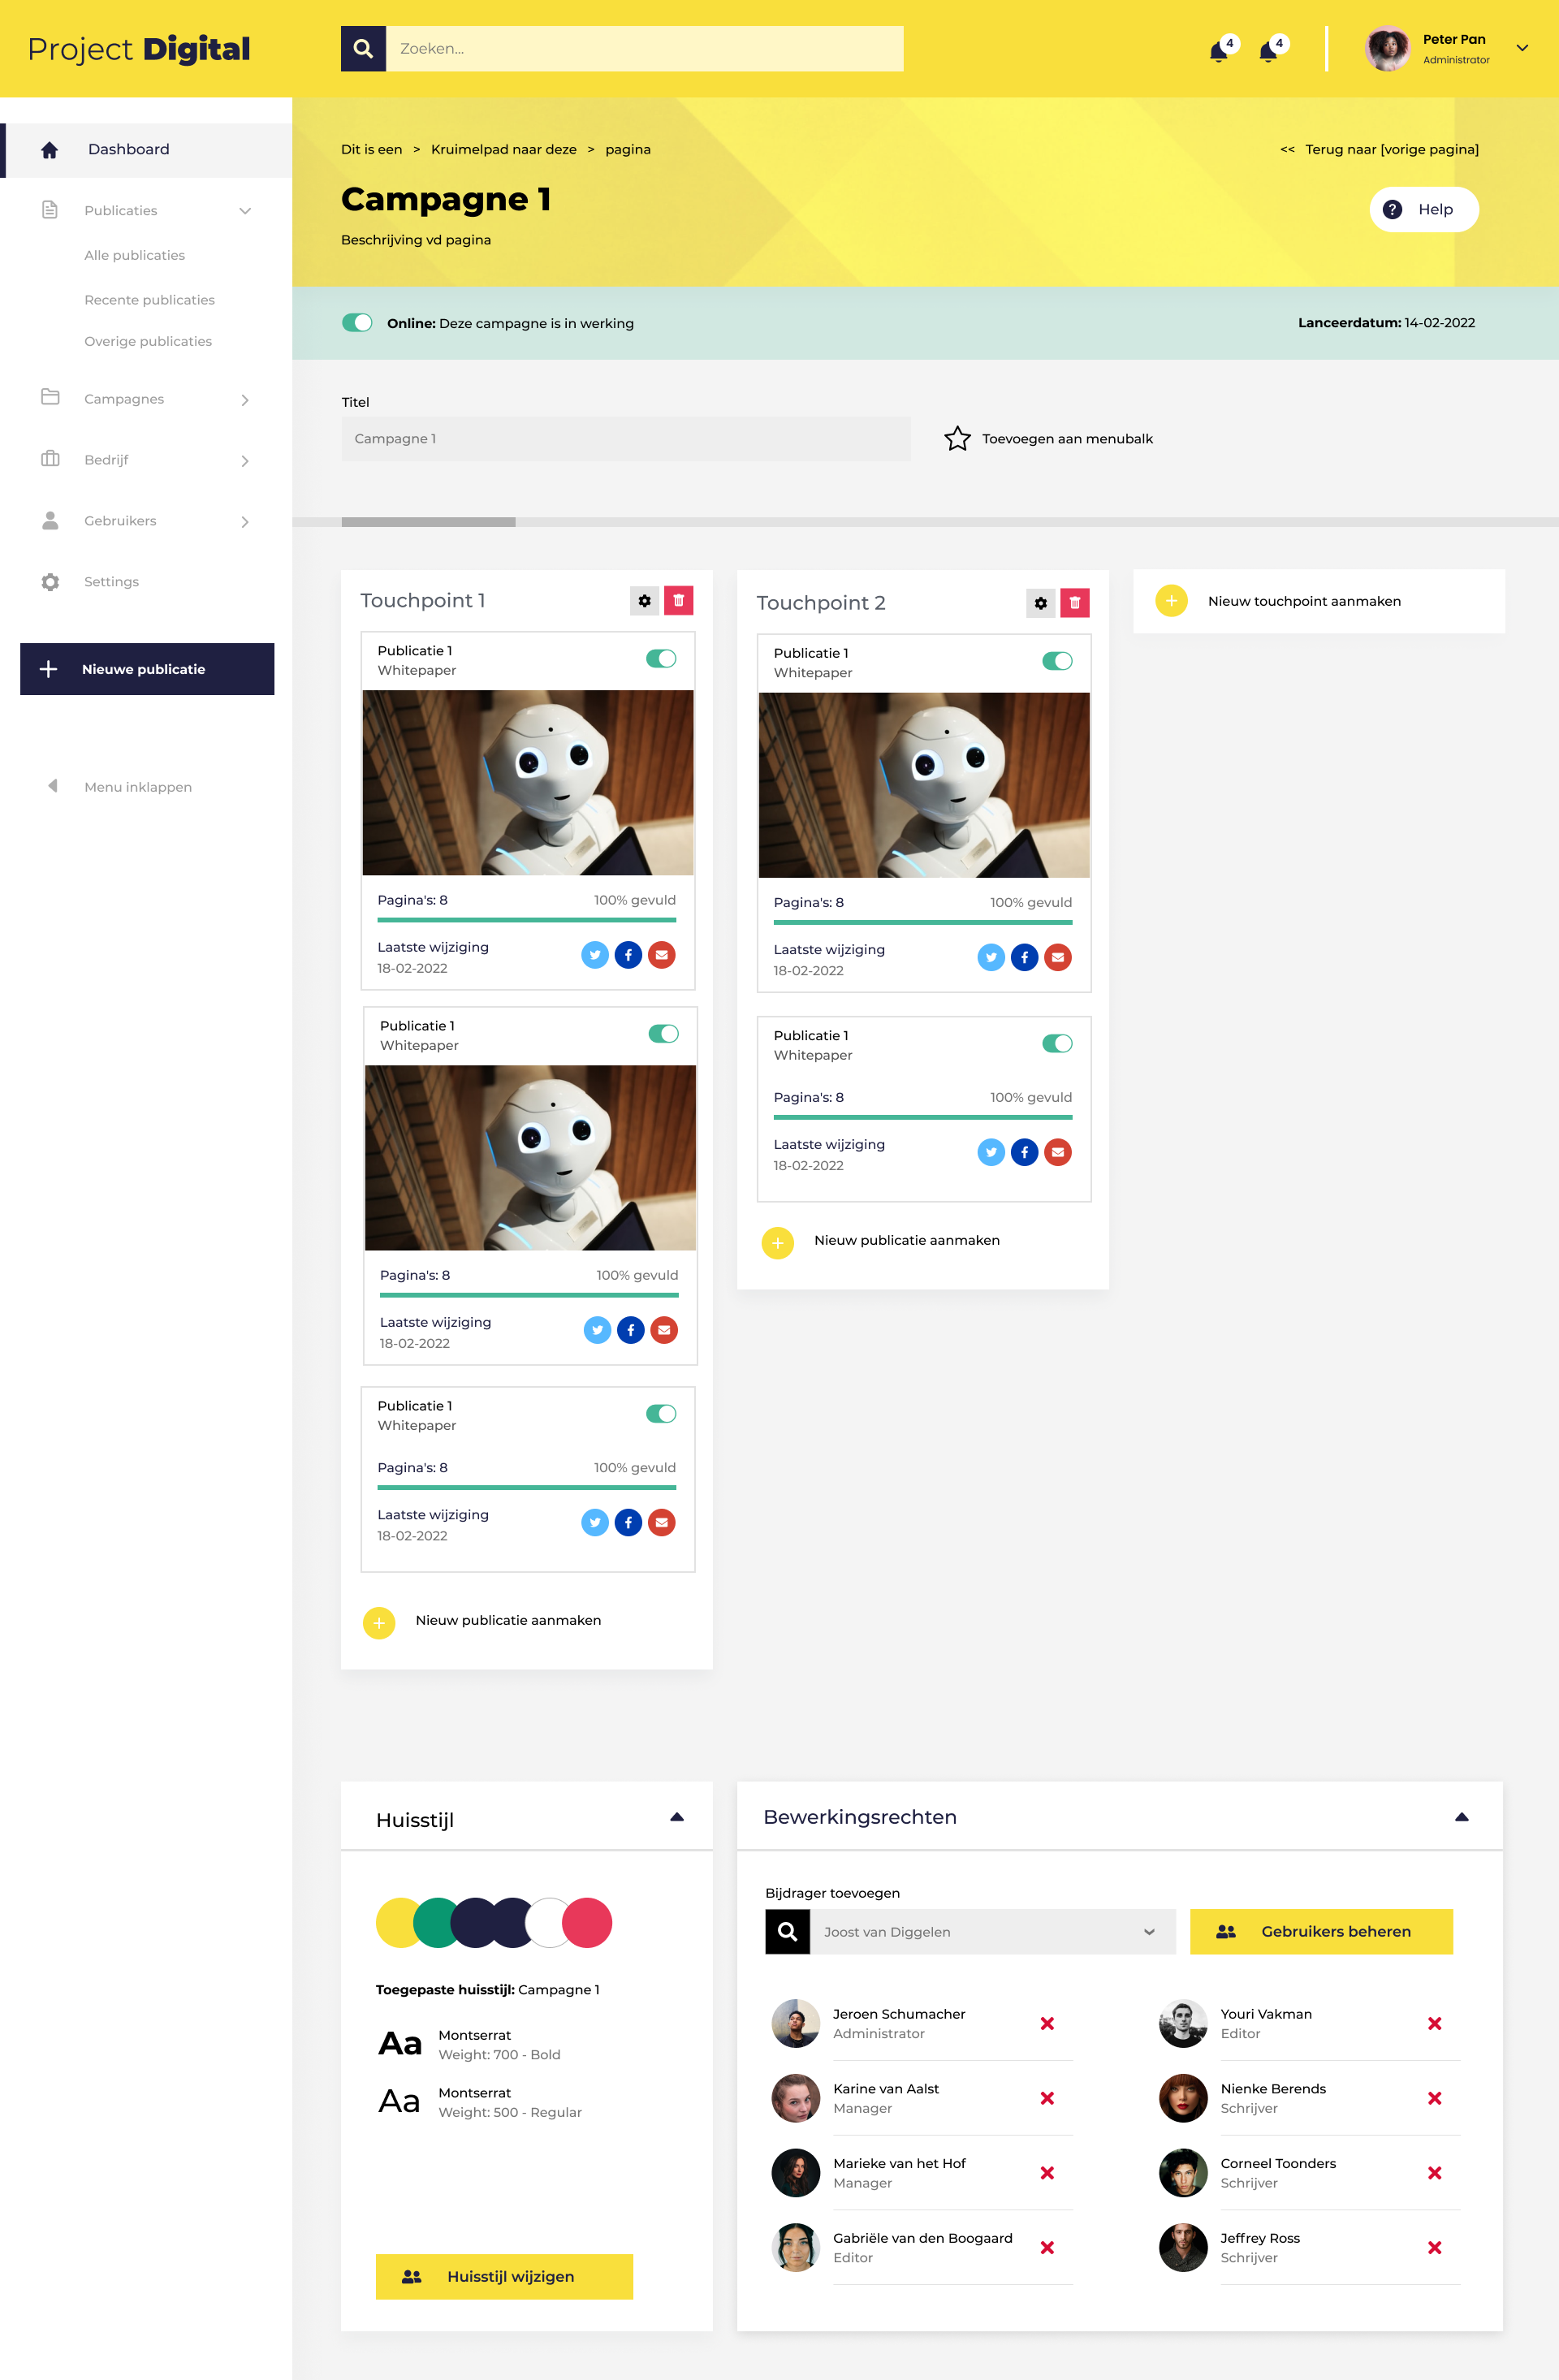 Project Digital
Zoeken...
4
4
Peter Pan
Administrator
Dashboard
Publicaties
Alle publicaties
Recente publicaties
Overige publicaties
Campagnes
Bedrijf
Gebruikers
Settings
Nieuwe publicatie
Menu inklappen
Dit is een > Kruimelpad naar deze > pagina
<< Terug naar [vorige pagina]
Campagne 1
Help
Beschrijving vd pagina
Online: Deze campagne is in werking
Lanceerdatum: 14-02-2022
Titel
Campagne 1
Toevoegen aan menubalk
Touchpoint 1
Publicatie 1
Whitepaper
Pagina's: 8
100% gevuld
Laatste wijziging
18-02-2022
Publicatie 1
Whitepaper
Pagina's: 8
100% gevuld
Laatste wijziging
18-02-2022
Publicatie 1
Whitepaper
Pagina's: 8
100% gevuld
Laatste wijziging
18-02-2022
Nieuw publicatie aanmaken
Touchpoint 2
Publicatie 1
Whitepaper
Pagina's: 8
100% gevuld
Laatste wijziging
18-02-2022
Publicatie 1
Whitepaper
Pagina's: 8
100% gevuld
Laatste wijziging
18-02-2022
Nieuw publicatie aanmaken
Nieuw touchpoint aanmaken
Huisstijl
Toegepaste huisstijl: Campagne 1
Aa
Montserrat
Weight: 700 - Bold
Aa
Montserrat
Weight: 500 - Regular
Huisstijl wijzigen
Bewerkingsrechten
Bijdrager toevoegen
Joost van Diggelen
Gebruikers beheren
Jeroen Schumacher
Administrator
Youri Vakman
Editor
Karine van Aalst
Manager
Nienke Berends
Schrijver
Marieke van het Hof
Manager
Corneel Toonders
Schrijver
Gabriële van den Boogaard
Editor
Jeffrey Ross
Schrijver